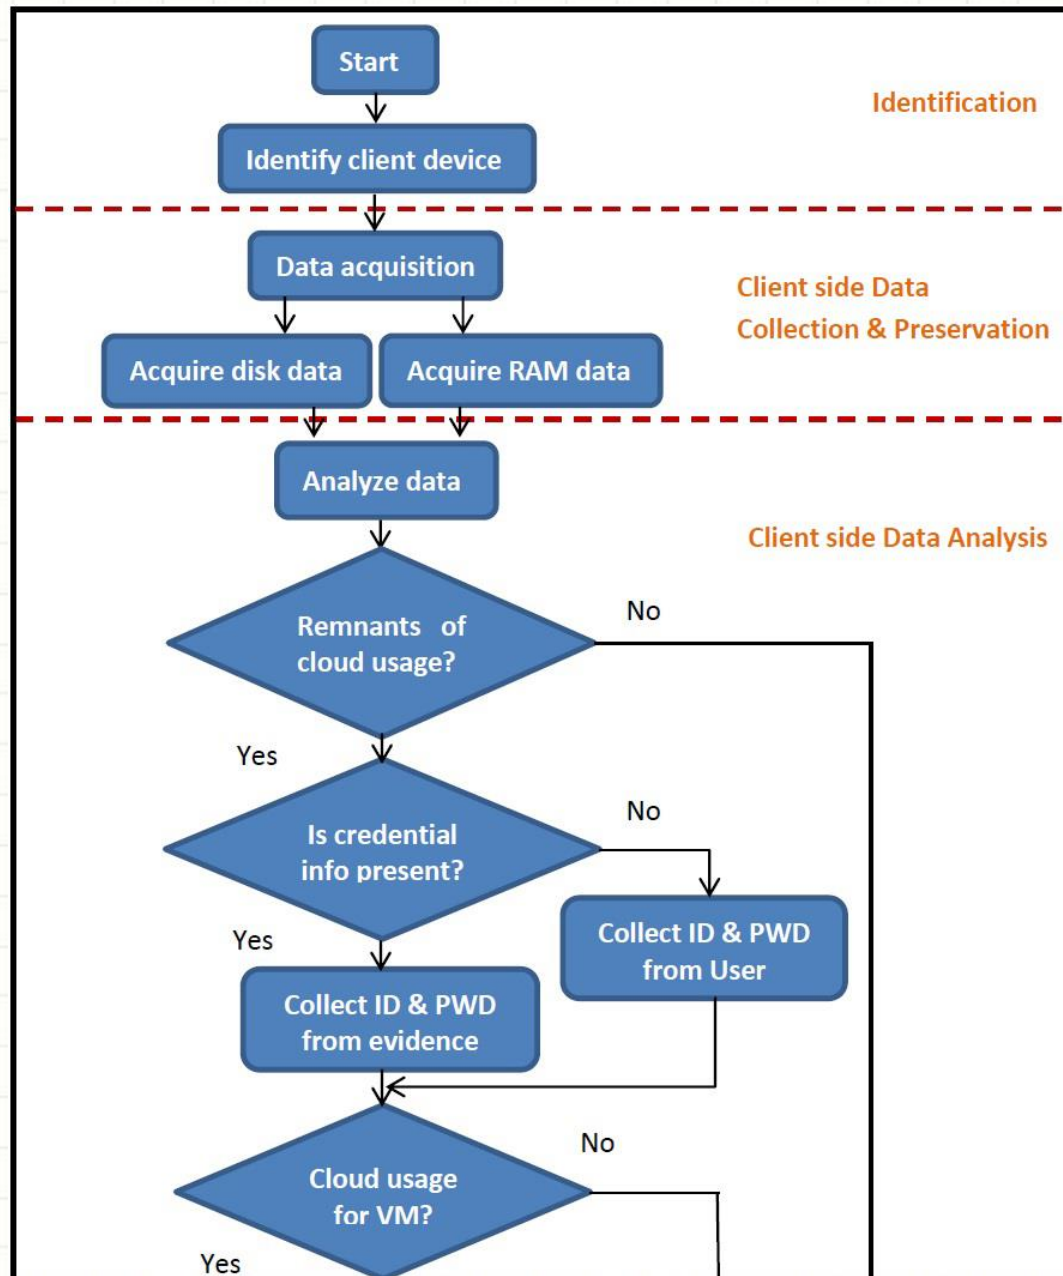 Start
Identification
Identify client device
Data acquisition
Client side Data
Collection & Preservation
Acquire disk data
Acquire RAM data
Analyze data
Client side Data Analysis
No
Remnants of
cloud usage?
Yes
No
Is credential
info present?
Yes
Collect ID & PWD
from User
Collect ID & PWD
from evidence
No
Cloud usage
for VM?
Yes